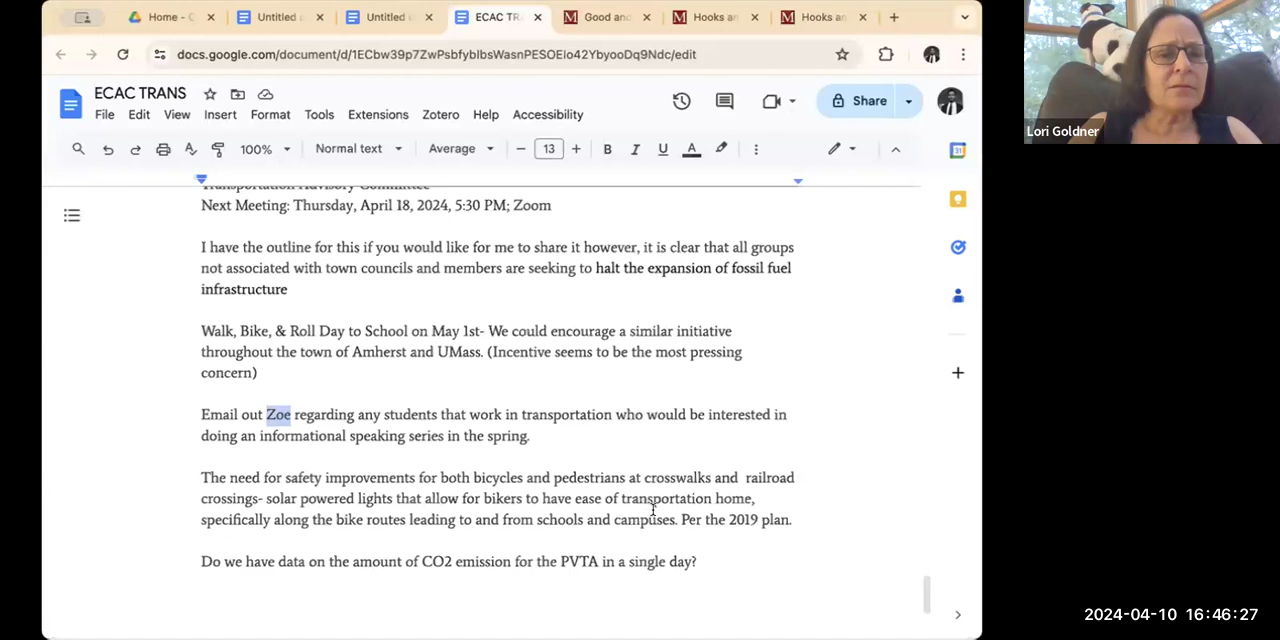 Home - C
Untitled
Untitled
ECAC TRA
Good and
Hooks an
Hooks an
docs.google.com/document/d/1ECbw39p7ZwPsbfyblbsWasnPESOElo42YbyooDq9Ndc/edit
ECAC TRANS
File Edit View Insert Format Tools Extensions Zotero Help Accessibility
Share
100% Normal text Average 13 B I U A
Transportation Advisory Committee
Next Meeting: Thursday, April 18, 2024, 5:30 PM; Zoom
I have the outline for this if you would like for me to share it however, it is clear that all groups
not associated with town councils and members are seeking to halt the expansion of fossil fuel
infrastructure
Walk, Bike, & Roll Day to School on May 1st- We could encourage a similar initiative
throughout the town of Amherst and UMass. (Incentive seems to be the most pressing
concern)
Email out Zoe regarding any students that work in transportation who would be interested in
doing an informational speaking series in the spring.
The need for safety improvements for both bicycles and pedestrians at crosswalks and railroad
crossings- solar powered lights that allow for bikers to have ease of transportation home,
specifically along the bike routes leading to and from schools and campuses. Per the 2019 plan.
Do we have data on the amount of CO2 emission for the PVTA in a single day?
31
Lori Goldner
2024-04-10 16:46:27